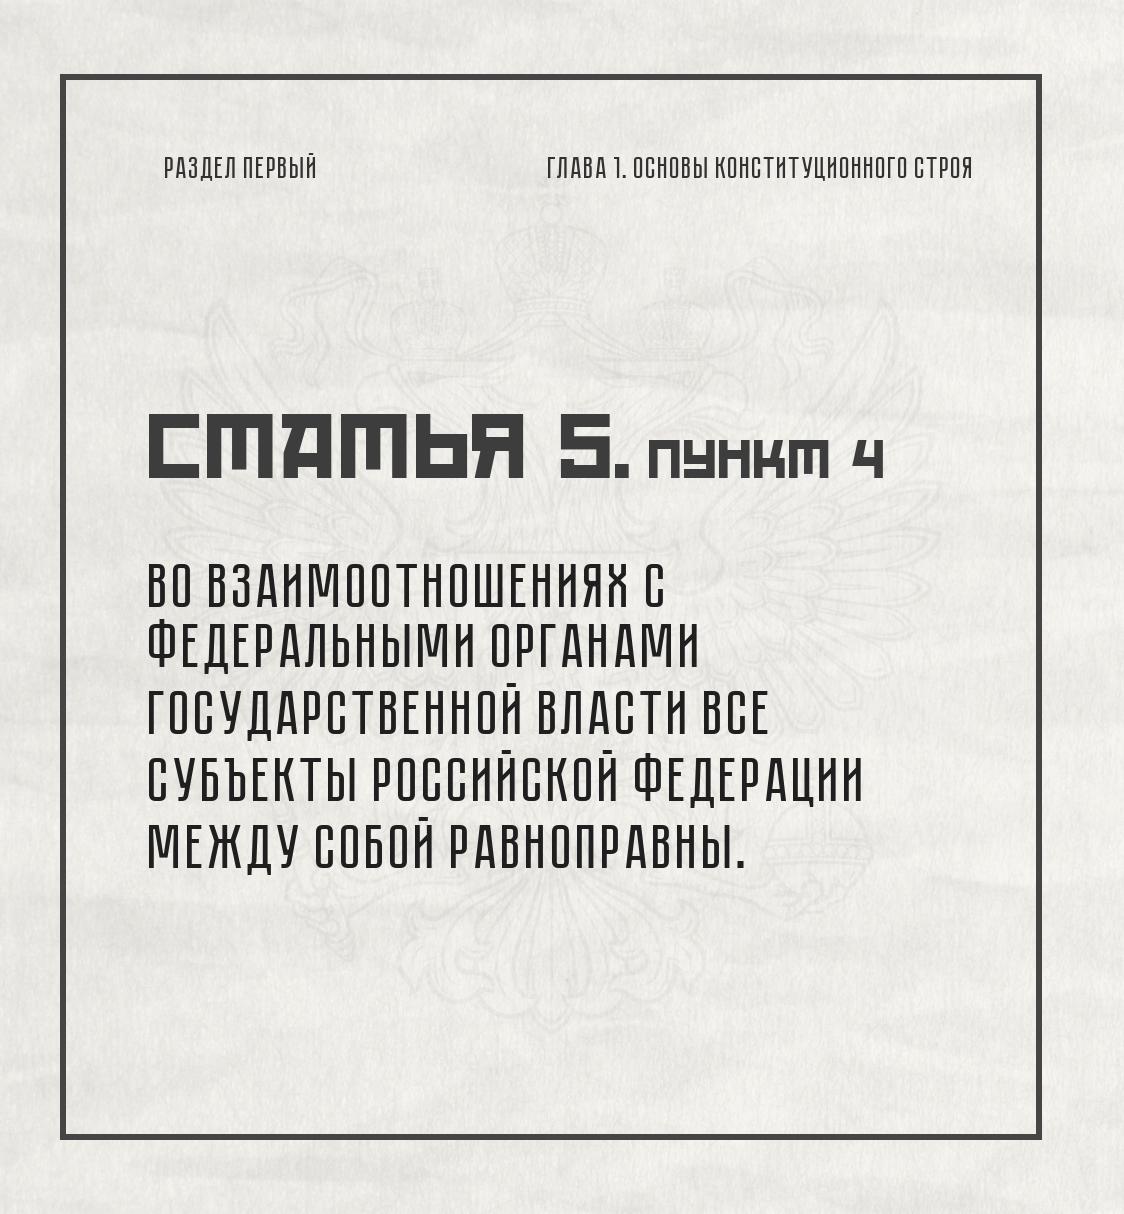 РАЗДЕЛ ПЕРВЫЙ
ГЛАВА 1. ОСНОВЫ КОНСТИТУЦИОННОГО СТРОЯ
СТАТЬЯ 5. ПУНКТ 4
ВО ВЗАИМООТНОШЕНИЯХ С
ФЕДЕРАЛЬНЫМИ ОРГАНАМИ
ГОСУДАРСТВЕННОЙ ВЛАСТИ ВСЕ
СУБЪЕКТЫ РОССИЙСКОЙ ФЕДЕРАЦИИ
МЕЖДУ СОБОЙ РАВНОПРАВНЫ.